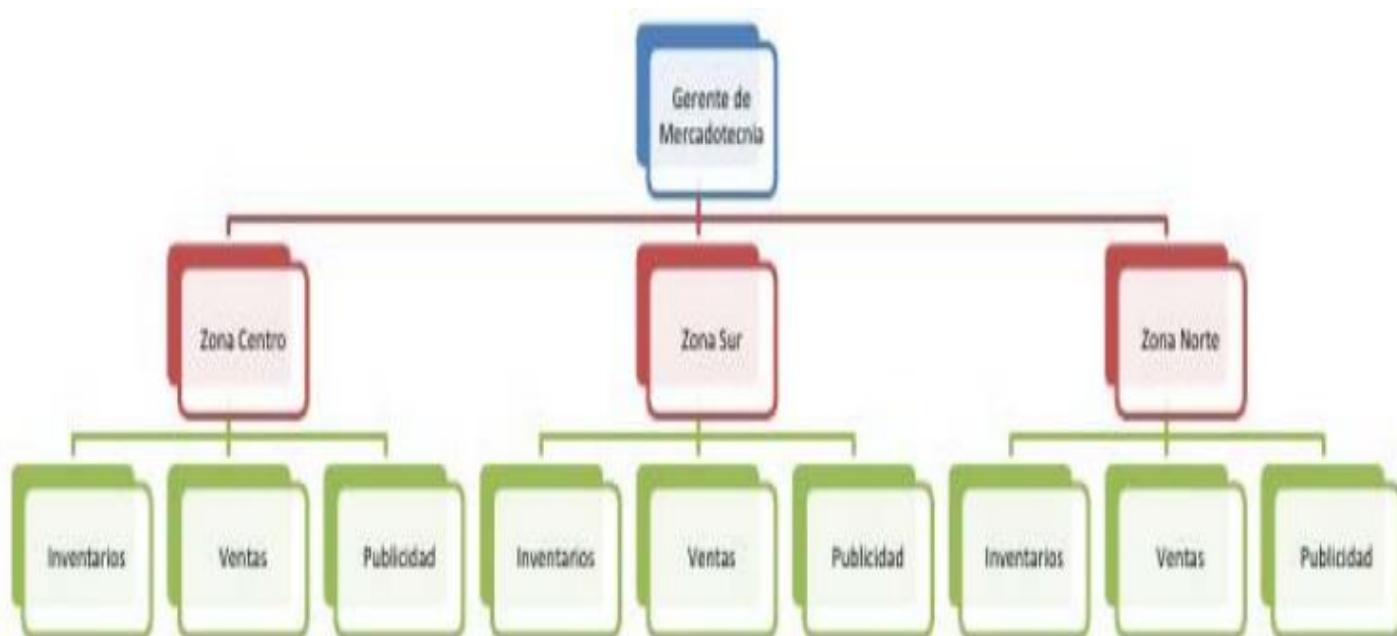 Gerente de
Mercadotecnia
Zona Centro
Zona Sur
Zona Norte
Inventarios
Ventas
Publicidad
Inventarios
Ventas
Publicidad
Inventarios
Ventas
Publicidad